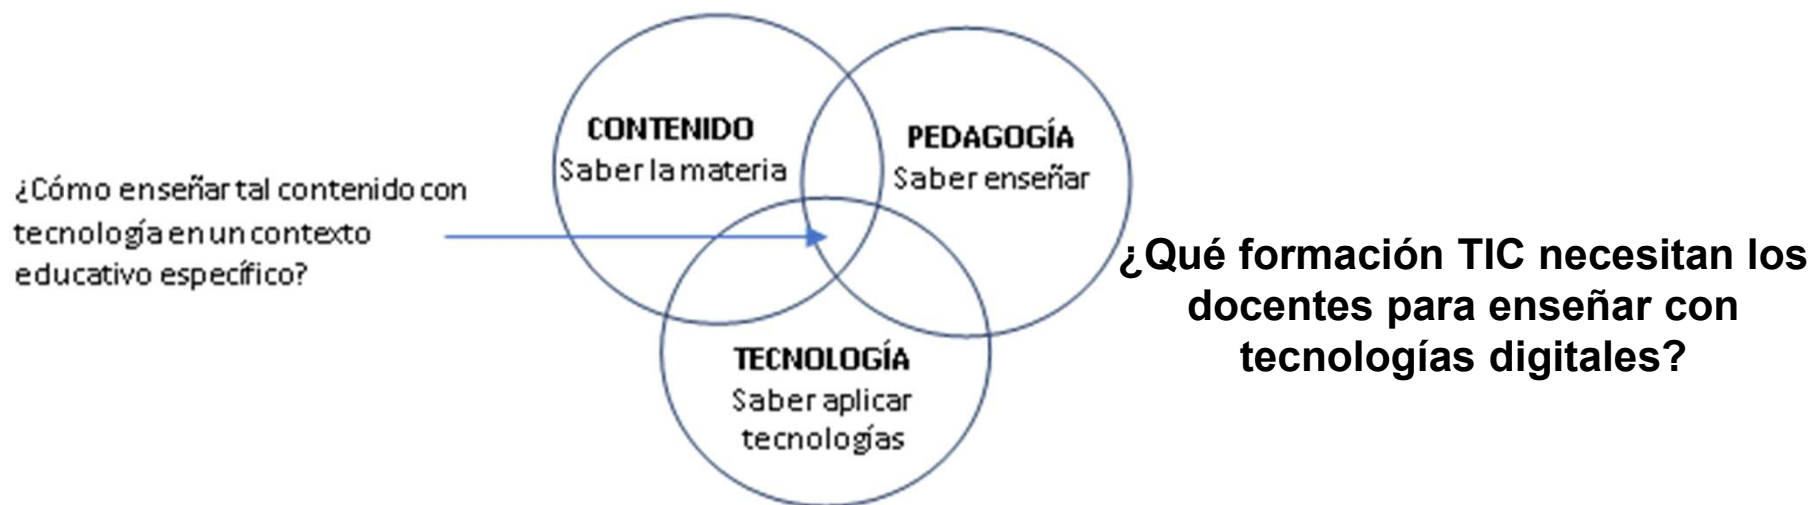 CONTENIDO
Saber la materia
PEDAGOGÍA
Saber enseñar
¿Cómo enseñar tal contenido con
tecnología en un contexto
educativo específico?
¿Qué formación TIC necesitan los
docentes para enseñar con
tecnologías digitales?
TECNOLOGÍA
Saber aplicar
tecnologías